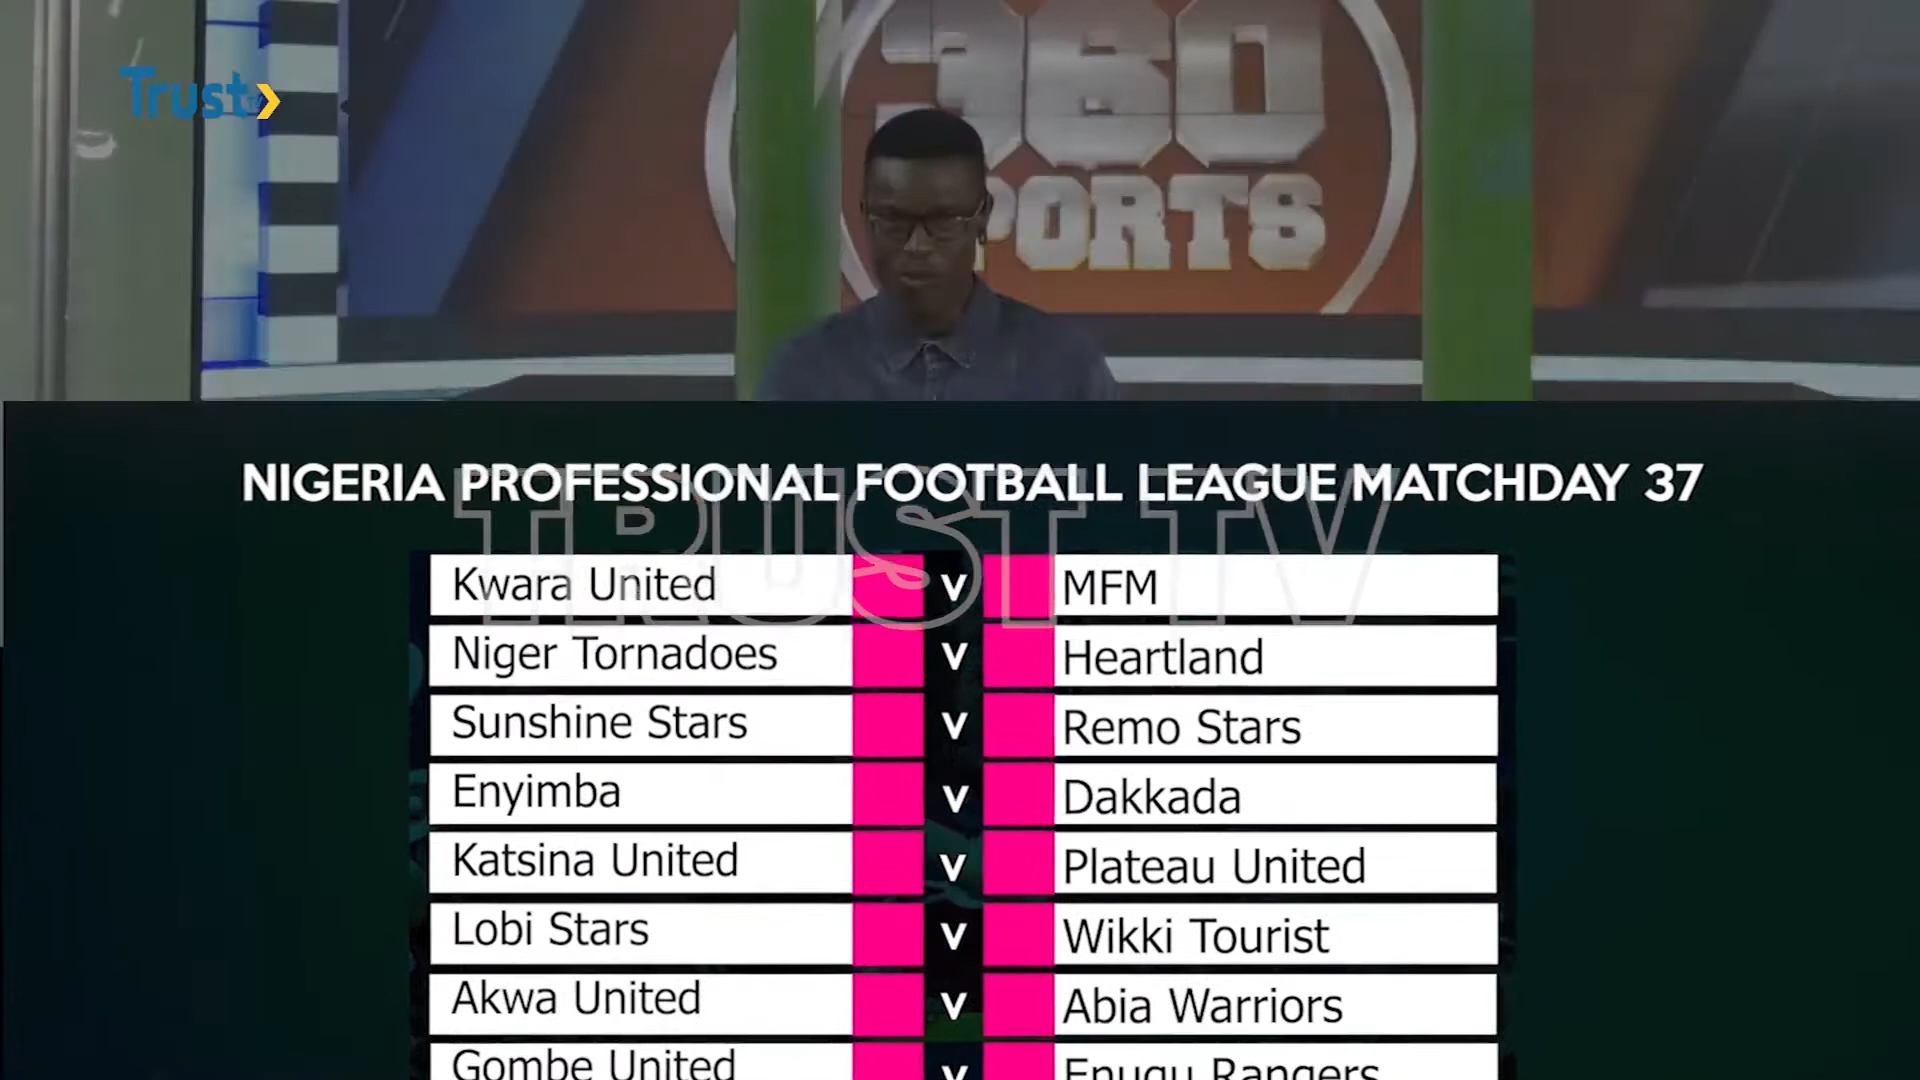 Trust
360
SPORTS
NIGERIA PROFESSIONAL FOOTBALL LEAGUE MATCHDAY 37
TRUST TV
Kwara United v MFM
Niger Tornadoes v Heartland
Sunshine Stars v Remo Stars
Enyimba v Dakkada
Katsina United v Plateau United
Lobi Stars v Wikki Tourist
Akwa United v Abia Warriors
Gombe United v Enugu Rangers